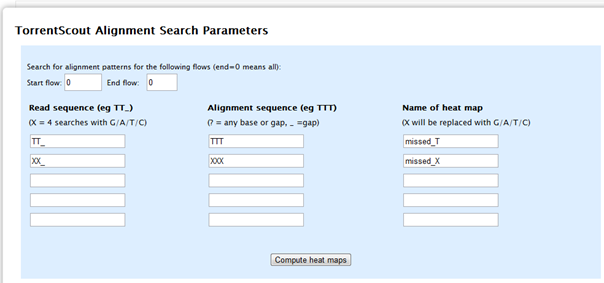 TorrentScout Alignment Search Parameters
Search for alignment patterns for the following flows (end=0 means all):
Start flow: 0 End flow: 0
Read sequence (eg TT_) Alignment sequence (eg TTT) Name of heat map
(X = 4 searches with G/A/T/C) (? = any base or gap, _ =gap) (X will be replaced with G/A/T/C)
TT_ TTT missed_T
XX_ XXX missed_X
Compute heat maps